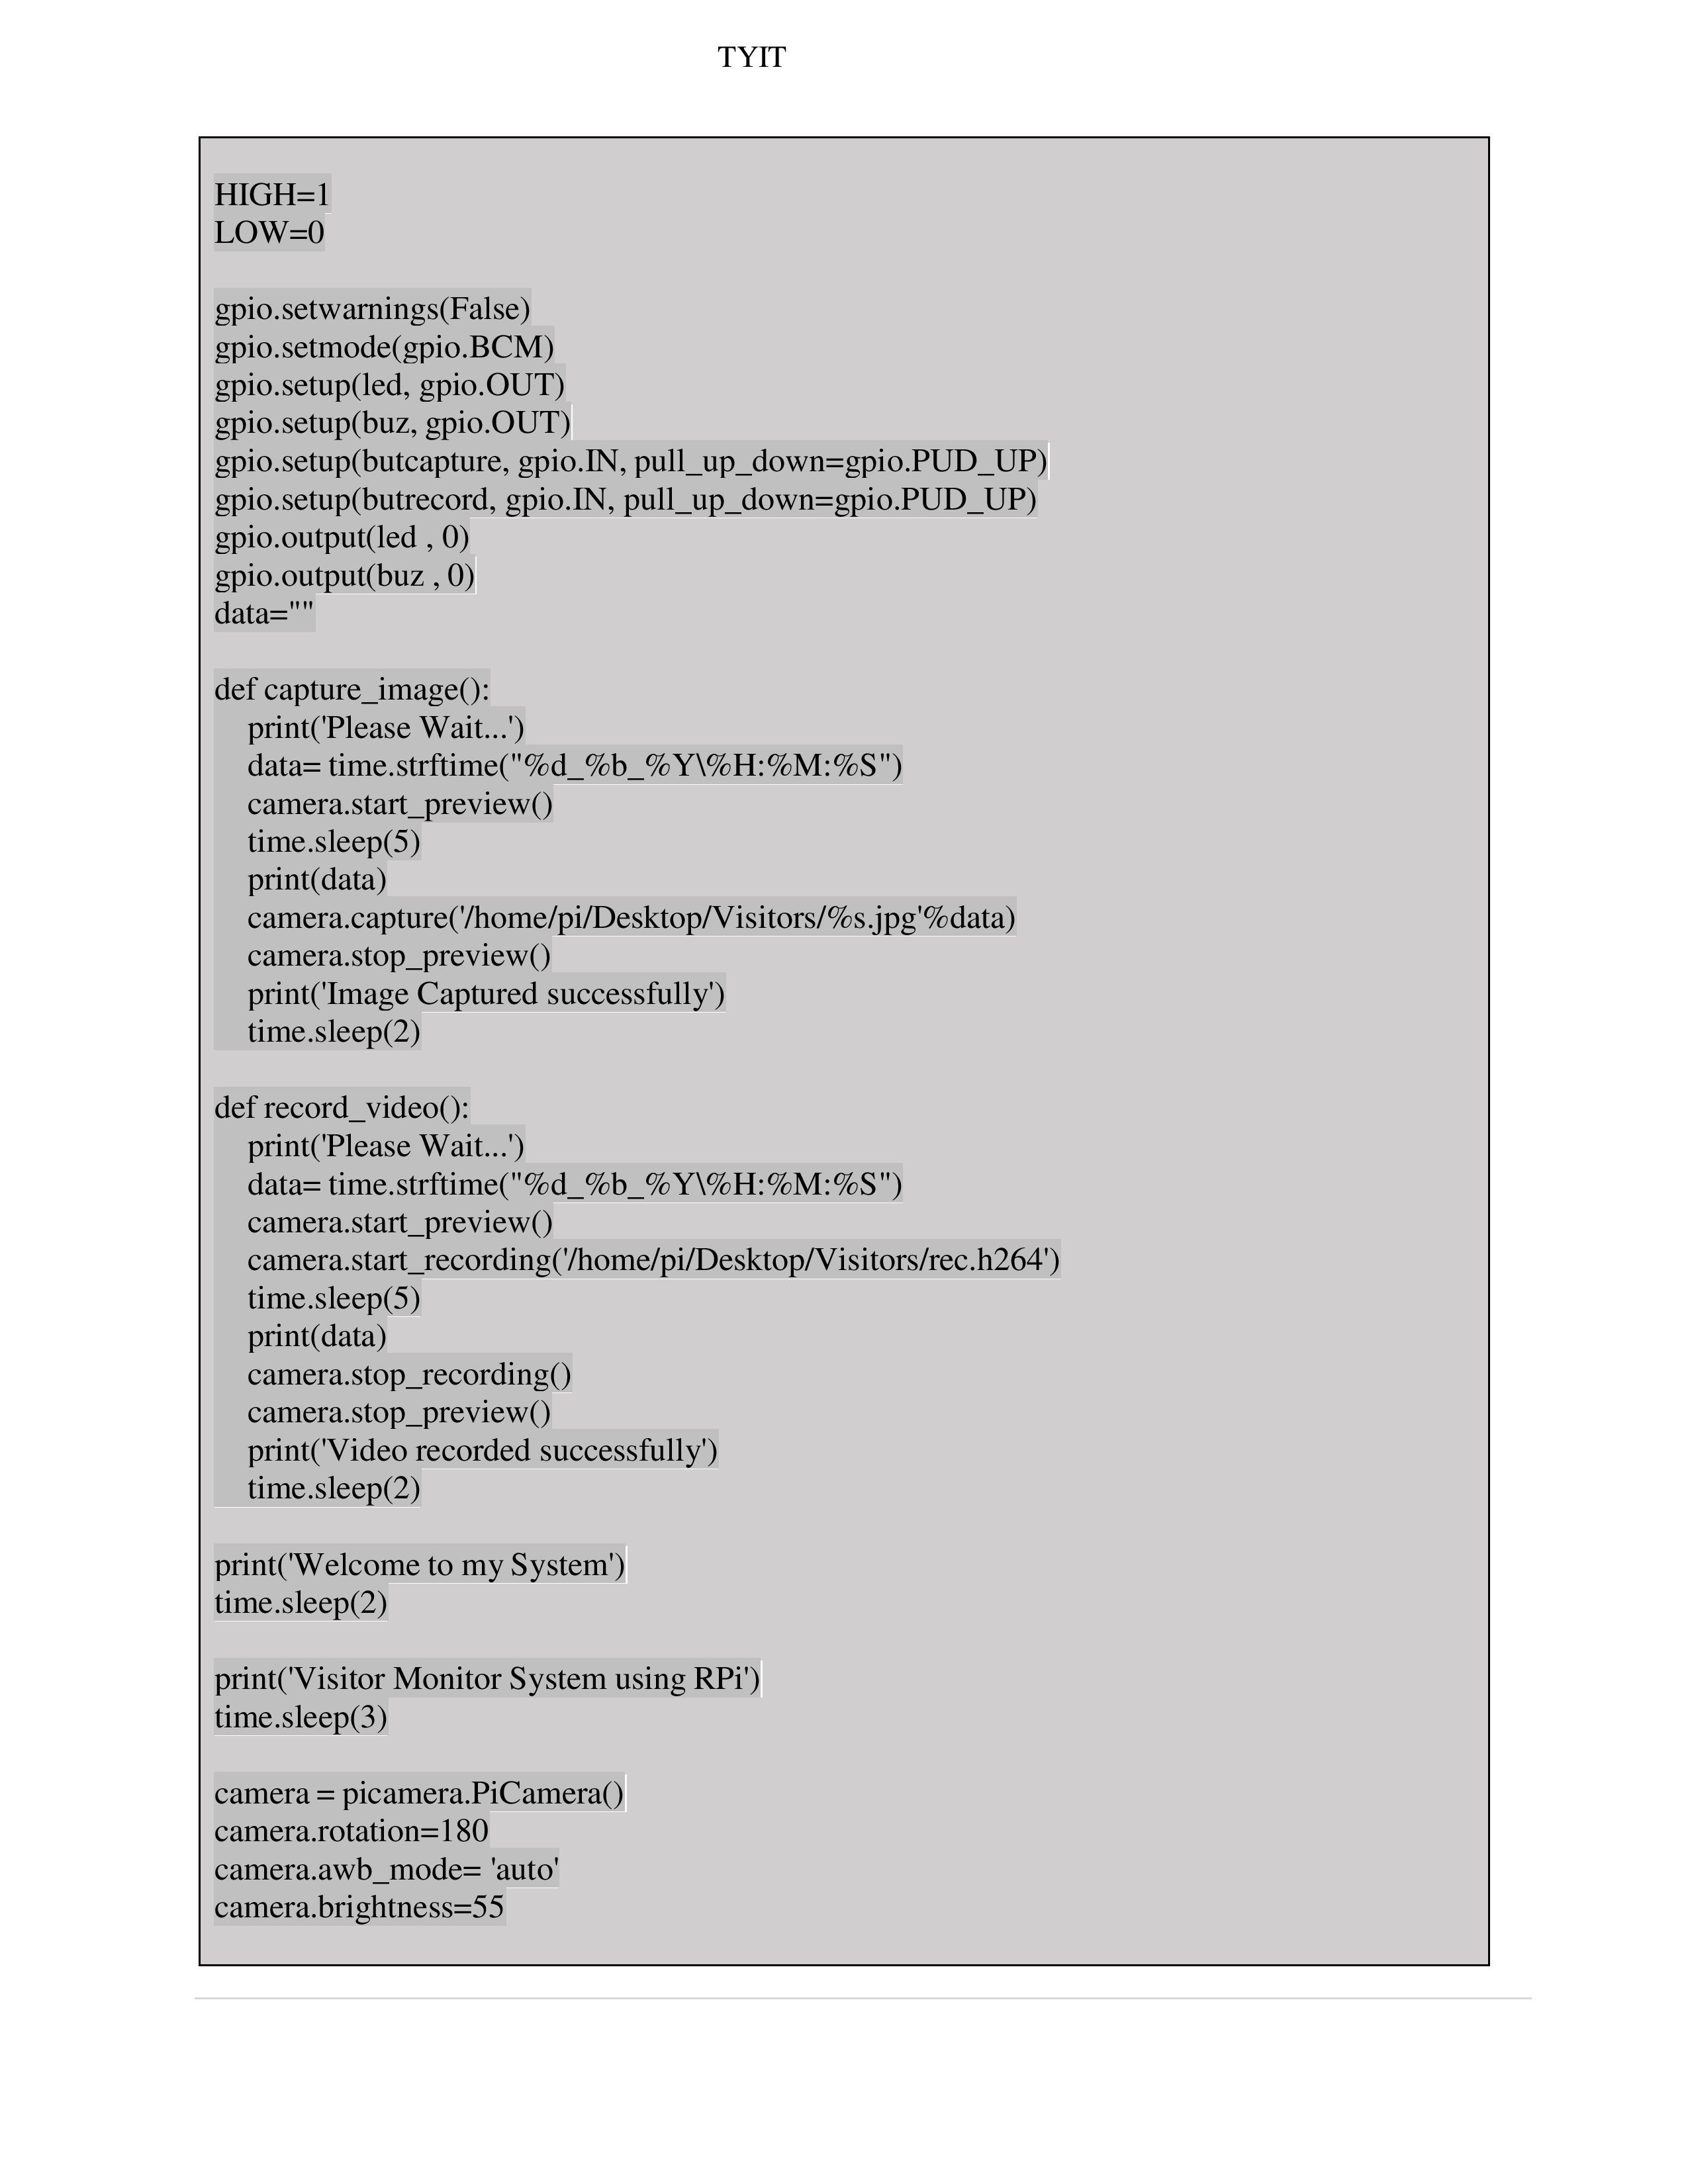 TYIT
HIGH=1
LOW=0
gpio.setwarnings(False)
gpio.setmode(gpio.BCM)
gpio.setup(led, gpio.OUT)
gpio.setup(buz, gpio.OUT)
gpio.setup(butcapture, gpio.IN, pull_up_down=gpio.PUD_UP)
gpio.setup(butrecord, gpio.IN, pull_up_down=gpio.PUD_UP)
gpio.output(led , 0)
gpio.output(buz , 0)
data=""
def capture_image():
    print('Please Wait...')
    data= time.strftime("%d_%b_%Y\%H:%M:%S")
    camera.start_preview()
    time.sleep(5)
    print(data)
    camera.capture('/home/pi/Desktop/Visitors/%s.jpg'%data)
    camera.stop_preview()
    print('Image Captured successfully')
    time.sleep(2)
def record_video():
    print('Please Wait...')
    data= time.strftime("%d_%b_%Y\%H:%M:%S")
    camera.start_preview()
    camera.start_recording('/home/pi/Desktop/Visitors/rec.h264')
    time.sleep(5)
    print(data)
    camera.stop_recording()
    camera.stop_preview()
    print('Video recorded successfully')
    time.sleep(2)
print('Welcome to my System')
time.sleep(2)
print('Visitor Monitor System using RPi')
time.sleep(3)
camera = picamera.PiCamera()
camera.rotation=180
camera.awb_mode= 'auto'
camera.brightness=55